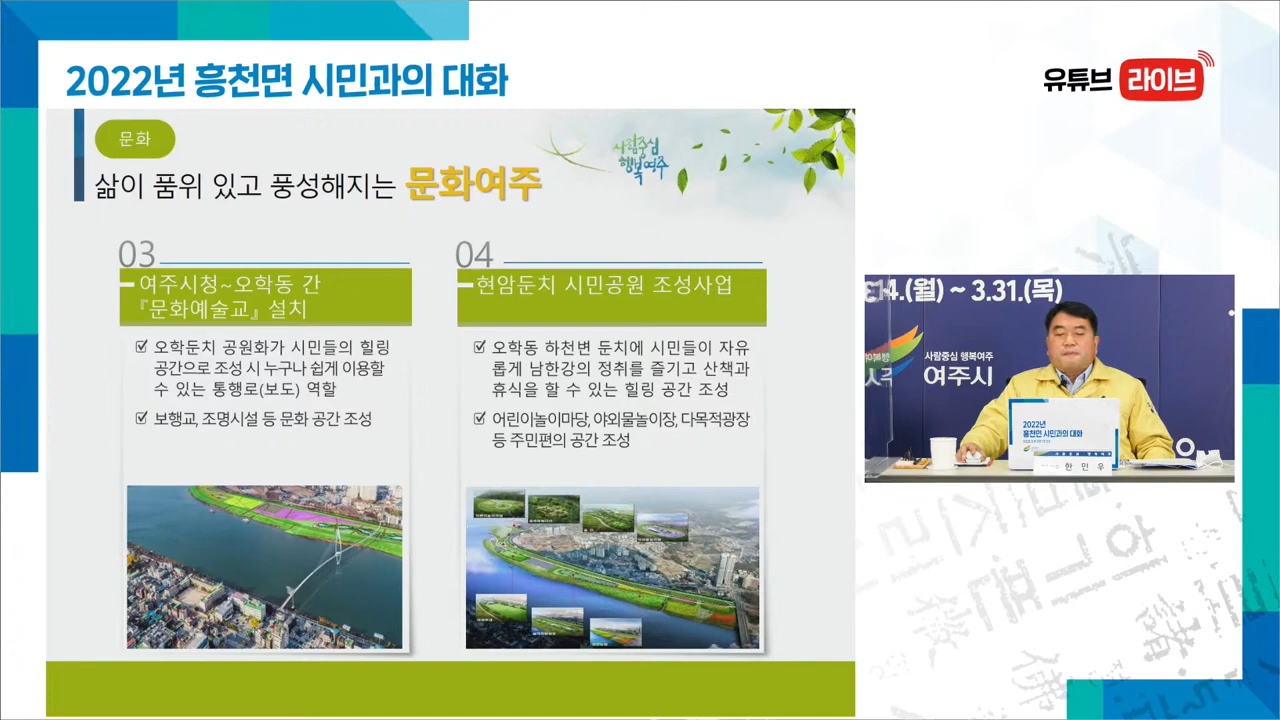 2022년 흥천면 시민과의 대화
유튜브 라이브
문화
사람중심
행복여주
삶이 품위 있고 풍성해지는 문화여주
03
여주시청~오학동 간
『문화예술교』 설치
오학둔치 공원화가 시민들의 힐링
공간으로 조성 시 누구나 쉽게 이용할
수 있는 통행로(보도) 역할
보행교, 조명시설 등 문화 공간 조성
04
현암둔치 시민공원 조성사업
오학동 하천변 둔치에 시민들이 자유
롭게 남한강의 정취를 즐기고 산책과
휴식을 할 수 있는 힐링 공간 조성
어린이놀이마당, 야외물놀이장, 다목적광장
등 주민편의 공간 조성
14.(월) ~ 3.31.(목)
사람중심 행복여주
여주시
2022년
흥천면 시민과의 대화
한 민 우